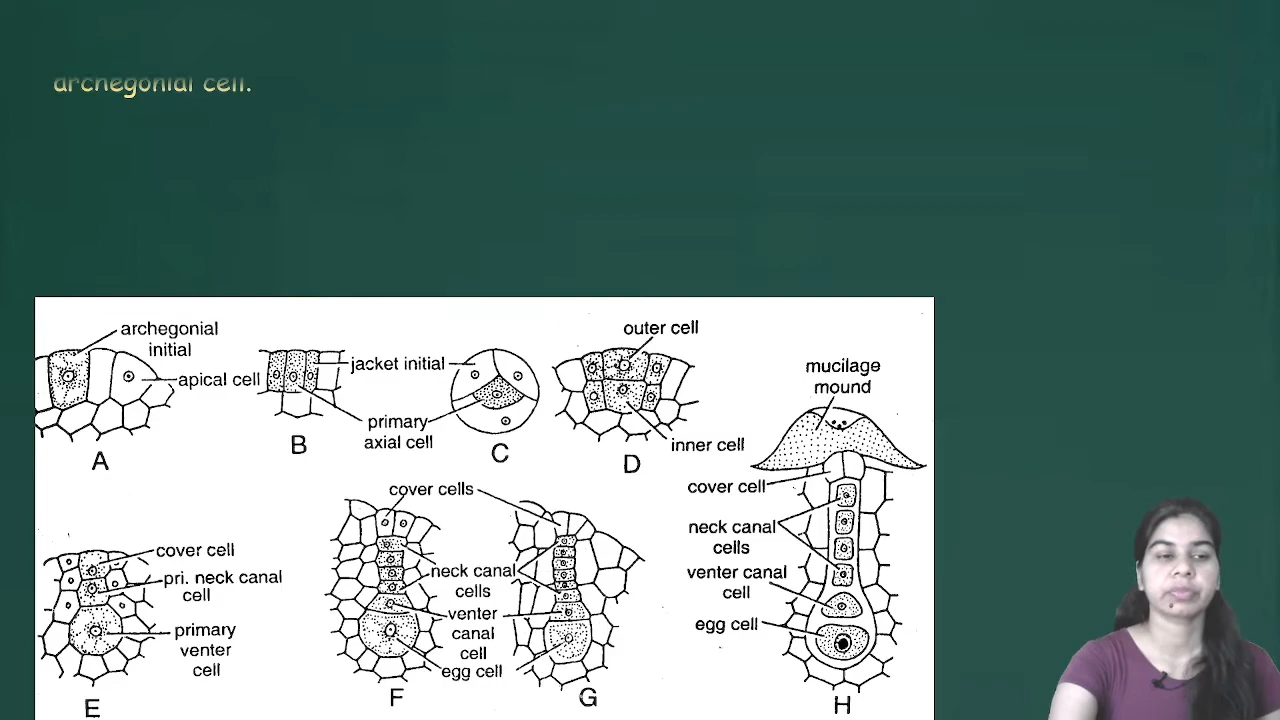 archegonial cell.
archegonial
initial
apical cell
A
jacket initial
primary
axial cell
B
C
outer cell
inner cell
D
cover cell
pri. neck canal
cell
primary
venter
cell
E
cover cells
neck canal
cells
venter
canal
cell
egg cell
F
G
mucilage
mound
cover cell
neck canal
cells
venter canal
cell
egg cell
H